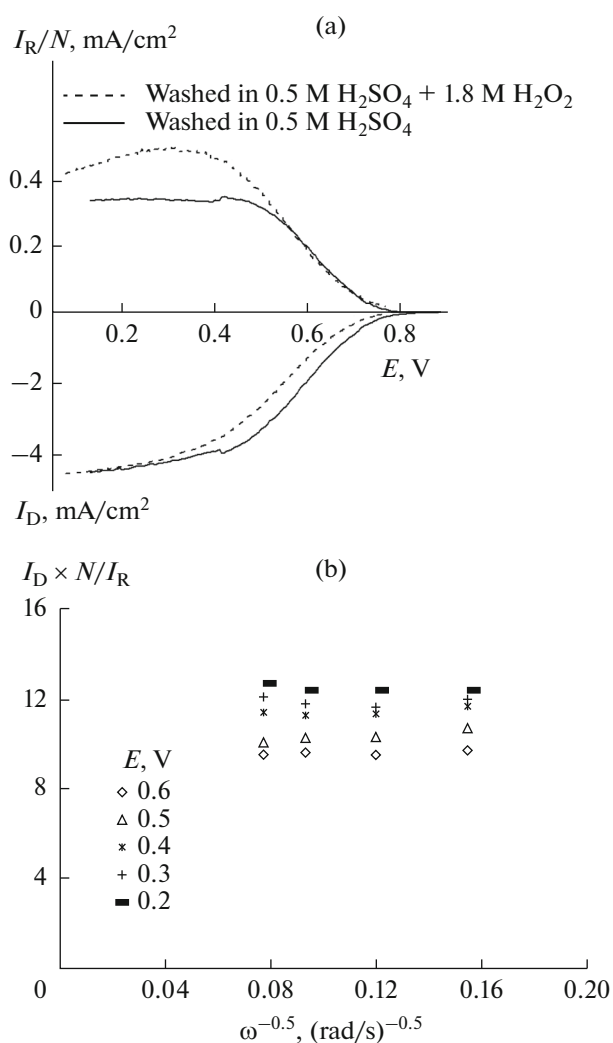 (a)
I_R/N, mA/cm²
Washed in 0.5 M H₂SO₄ + 1.8 M H₂O₂
Washed in 0.5 M H₂SO₄
0.4
0.2
0
0.2 0.4 0.6 0.8
E, V
−2
−4
I_D, mA/cm²
(b)
I_D × N/I_R
16
12
8
4
E, V
0.6
0.5
0.4
0.3
0.2
0 0.04 0.08 0.12 0.16 0.20
ω^−0.5, (rad/s)^−0.5